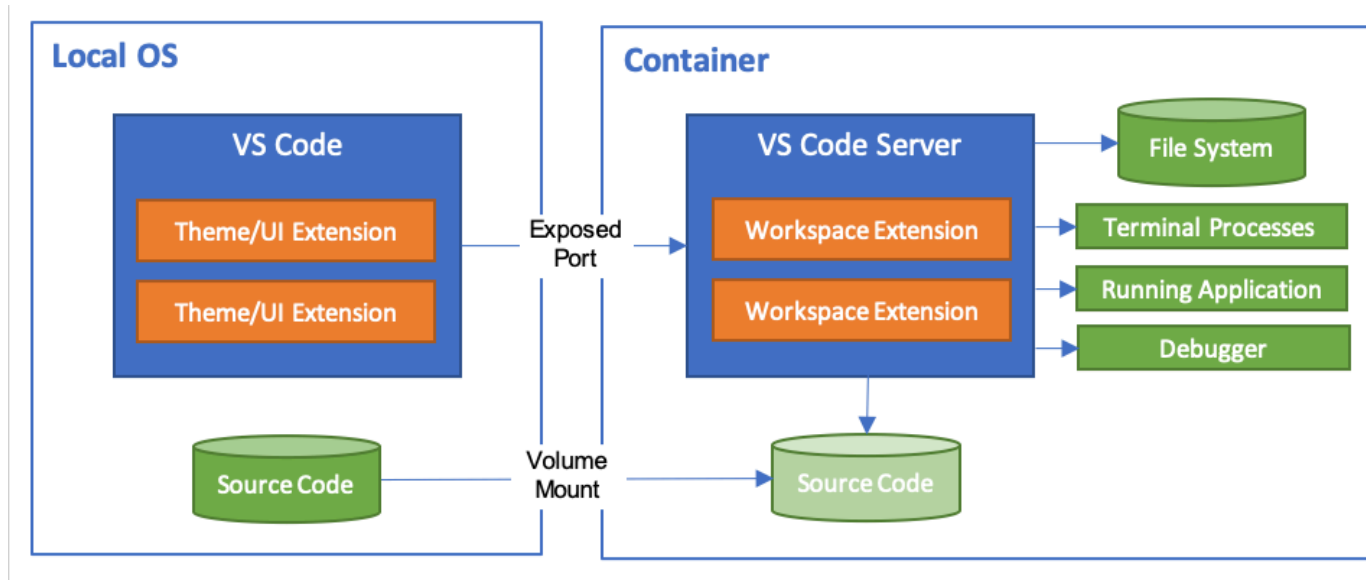 Local OS
VS Code
Theme/UI Extension
Theme/UI Extension
Source Code
Exposed
Port
Volume
Mount
Container
VS Code Server
Workspace Extension
Workspace Extension
File System
Terminal Processes
Running Application
Debugger
Source Code